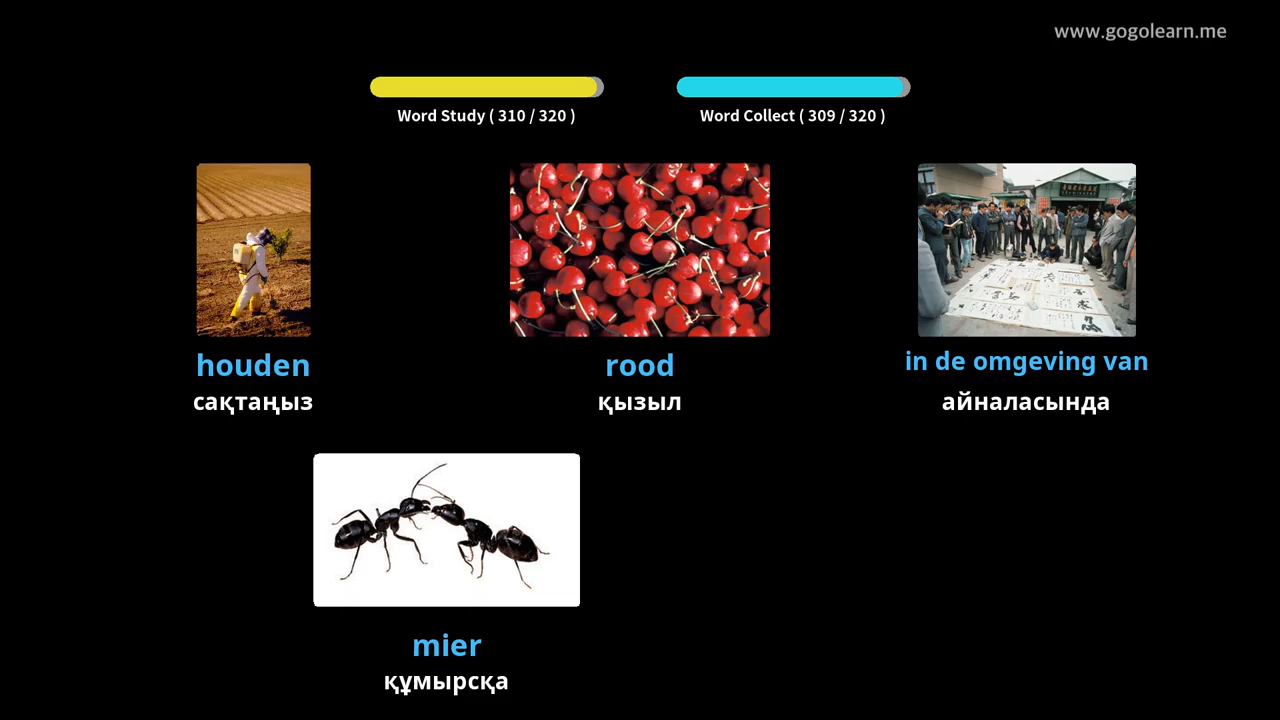 www.gogolearn.me
Word Study ( 310 / 320 )
Word Collect ( 309 / 320 )
houden
rood
in de omgeving van
сақтаңыз
қызыл
айналасында
mier
құмырсқа